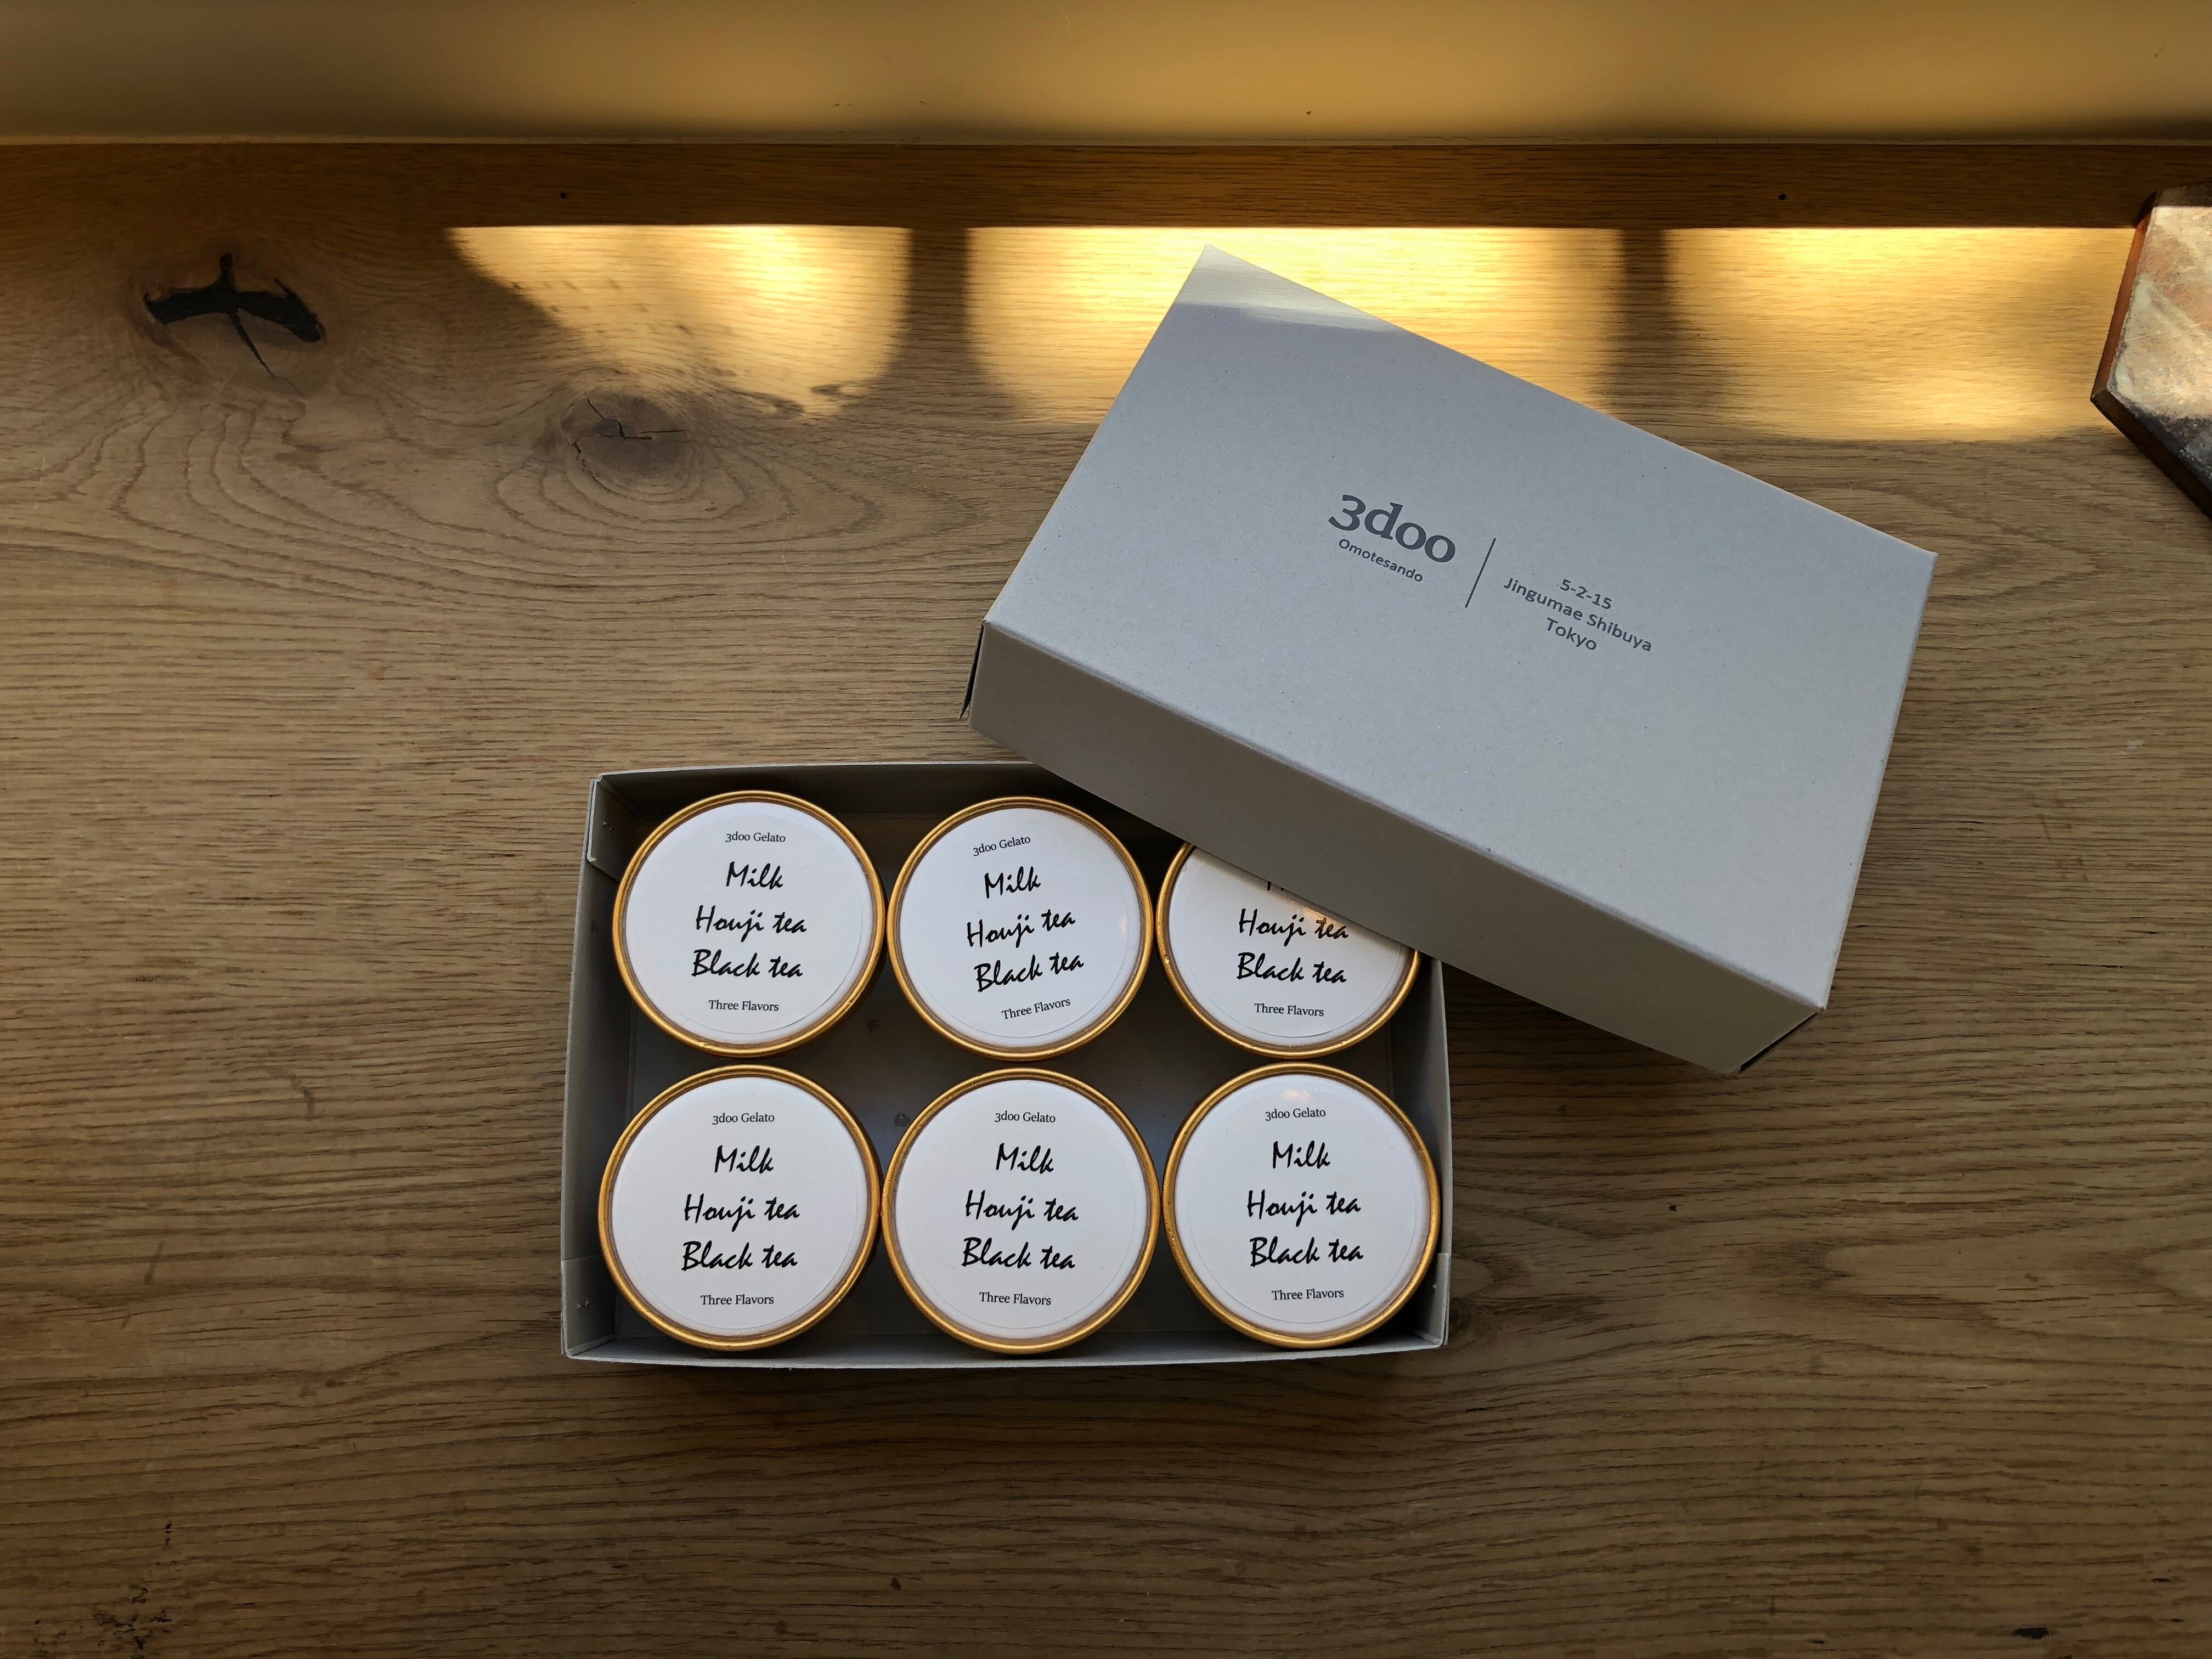 3doo
Omotesando
5-2-15
Jingumae Shibuya
Tokyo
3doo Gelato
Milk
Houji tea
Black tea
Three Flavors
3doo Gelato
Milk
Houji tea
Black tea
Three Flavors
Houji tea
Black tea
Three Flavors
3doo Gelato
Milk
Houji tea
Black tea
Three Flavors
3doo Gelato
Milk
Houji tea
Black tea
Three Flavors
3doo Gelato
Milk
Houji tea
Black tea
Three Flavors